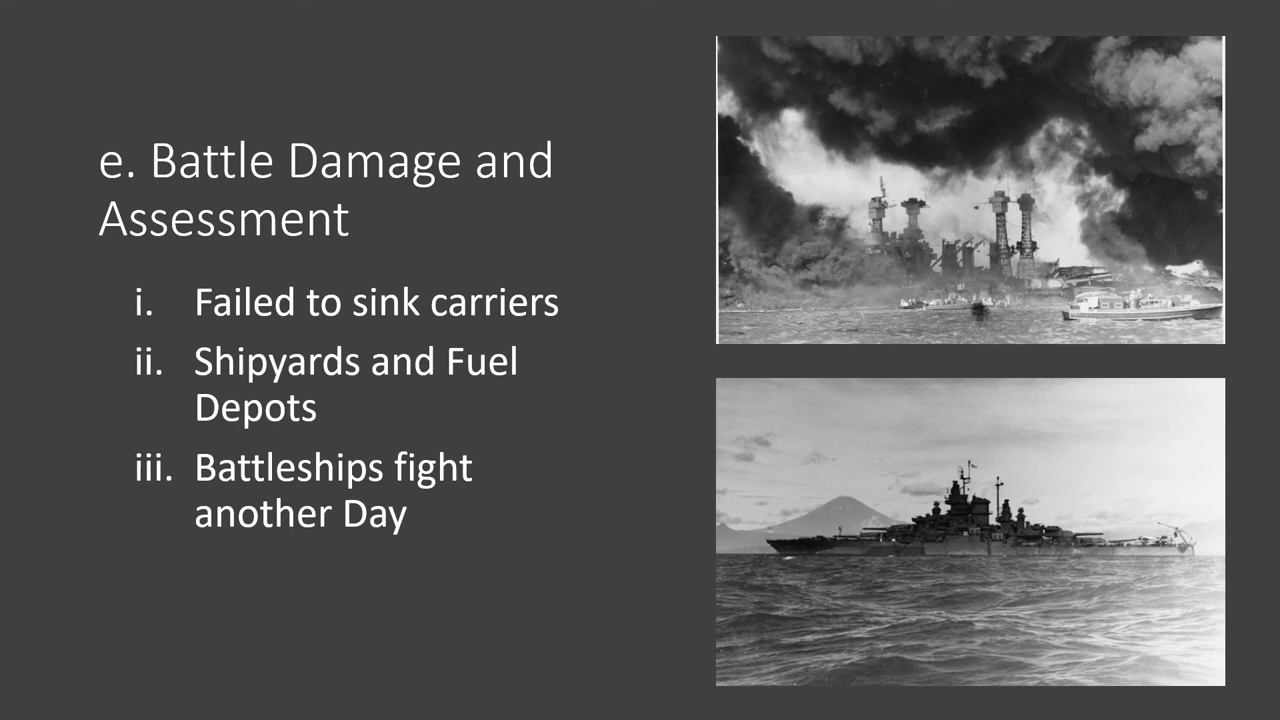 e. Battle Damage and
Assessment
i. Failed to sink carriers
ii. Shipyards and Fuel
Depots
iii. Battleships fight
another Day